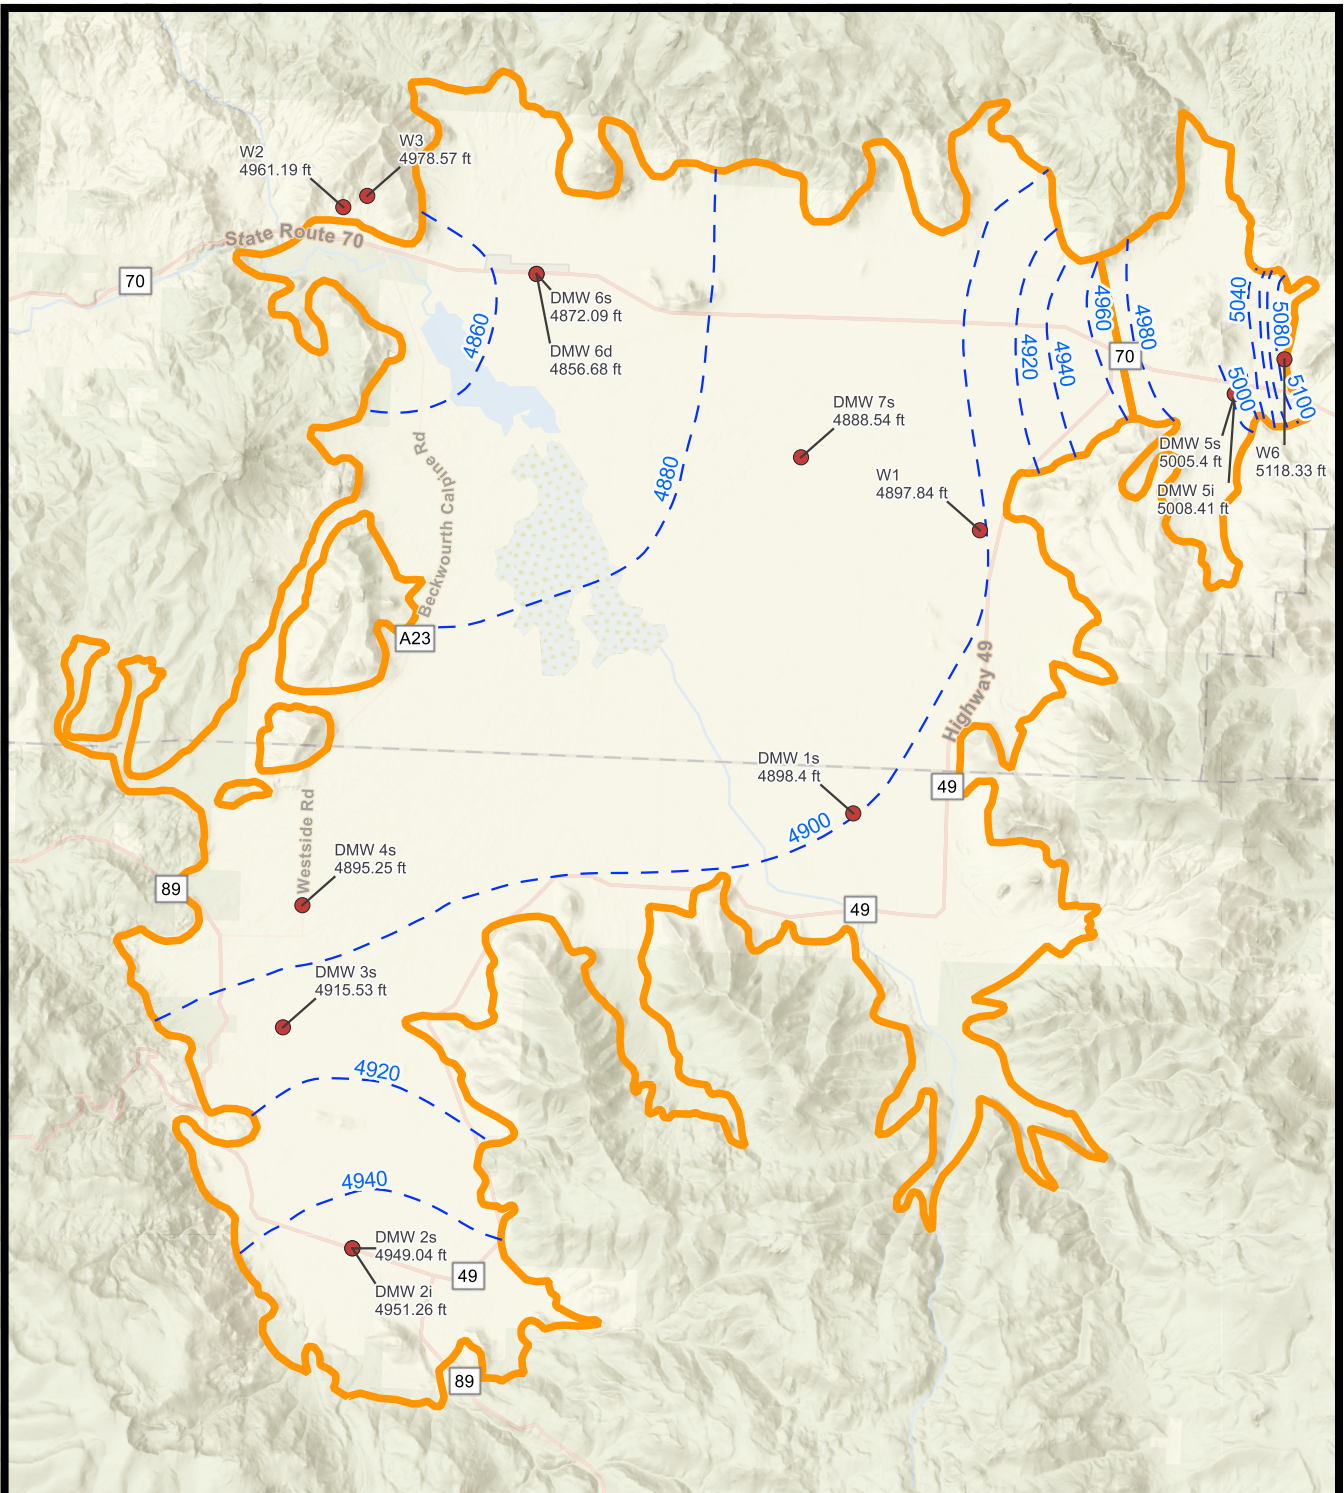 W3
4978.57 ft
W2
4961.19 ft
State Route 70
70
DMW 6s
4872.09 ft
DMW 6d
4856.68 ft
4860
4880
4920
4940
4960
4980
70
5040
5080
5000
5100
DMW 7s
4888.54 ft
W1
4897.84 ft
DMW 5s
5005.4 ft
DMW 5i
5008.41 ft
W6
5118.33 ft
Beckwourth Calpine Rd
A23
Highway 49
49
DMW 1s
4898.4 ft
4900
Westside Rd
DMW 4s
4895.25 ft
89
49
DMW 3s
4915.53 ft
4920
4940
DMW 2s
4949.04 ft
49
DMW 2i
4951.26 ft
89